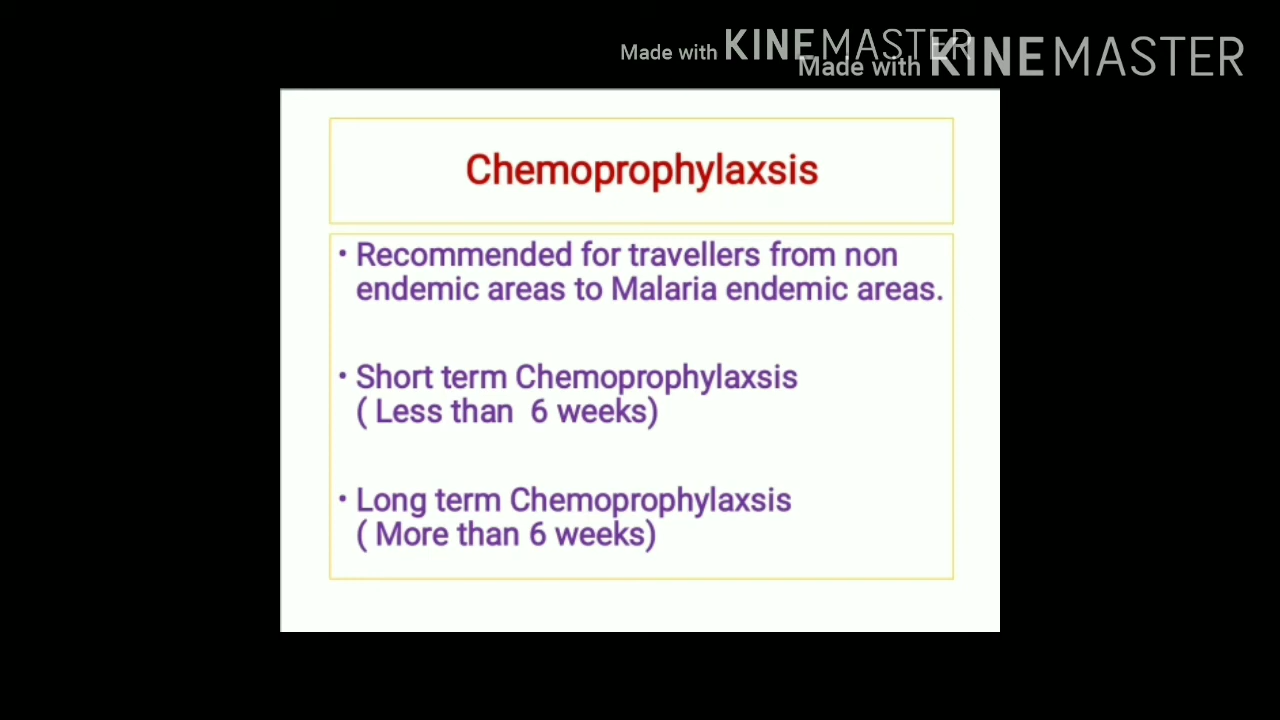 Made with KINEMASTER
Made with KINEMASTER
Chemoprophylaxsis
• Recommended for travellers from non
endemic areas to Malaria endemic areas.
• Short term Chemoprophylaxsis
( Less than 6 weeks)
• Long term Chemoprophylaxsis
( More than 6 weeks)